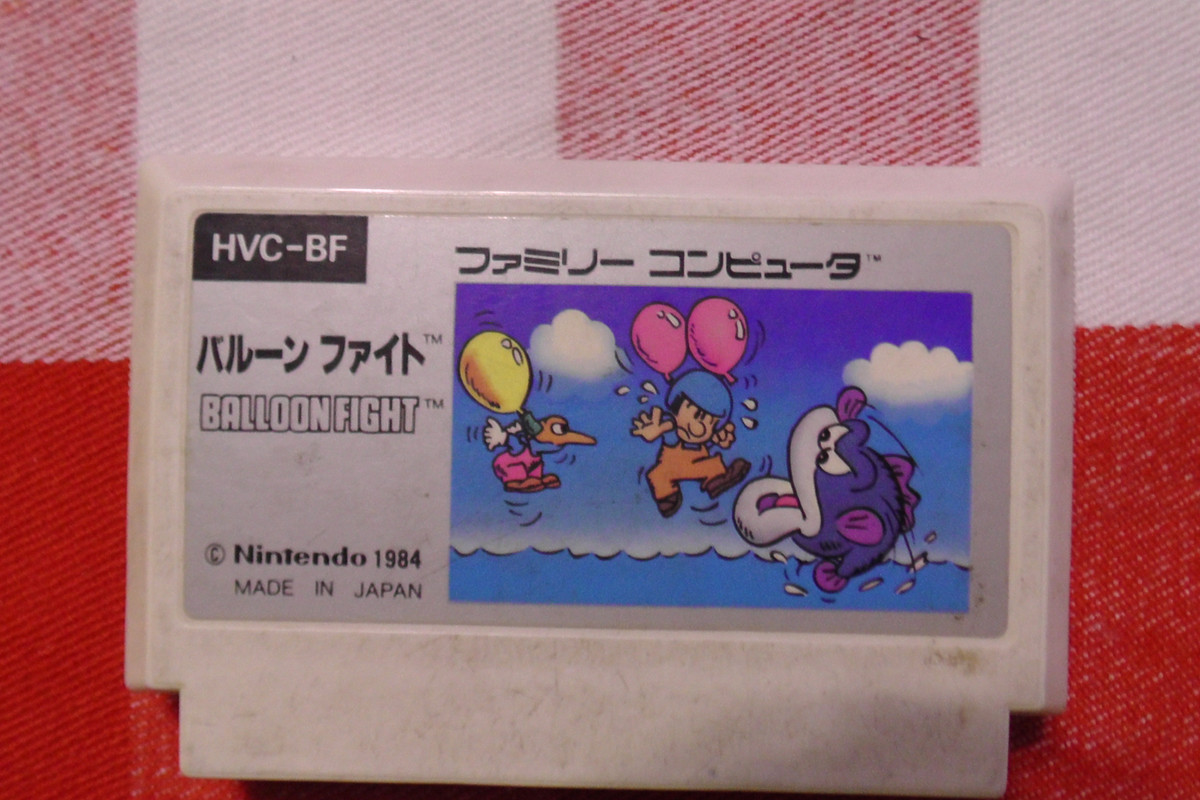 HVC-BF
ファミリー コンピュータ™
バルーン ファイト™
BALLOON FIGHT™
© Nintendo 1984
MADE IN JAPAN